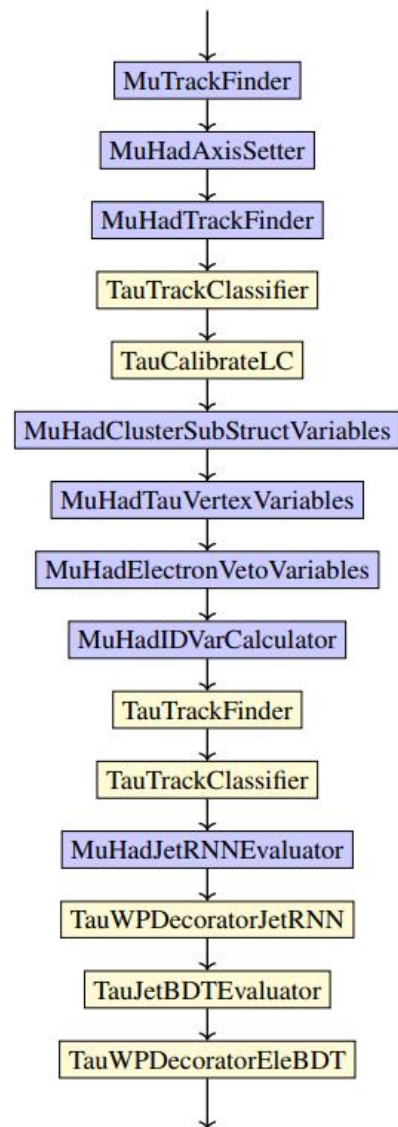 MuTrackFinder
MuHadAxisSetter
MuHadTrackFinder
TauTrackClassifier
TauCalibrateLC
MuHadClusterSubStructVariables
MuHadTauVertexVariables
MuHadElectronVetoVariables
MuHadIDVarCalculator
TauTrackFinder
TauTrackClassifier
MuHadJetRNNEvaluator
TauWPDecoratorJetRNN
TauJetBDTEvaluator
TauWPDecoratorEleBDT